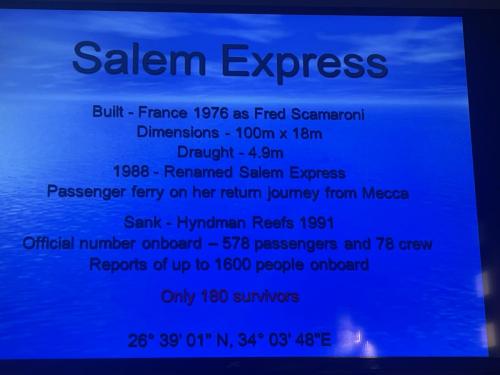 Salem Express
Built - France 1976 as Fred Scamaroni
Dimensions - 100m x 18m
Draught - 4.9m
1988 - Renamed Salem Express
Passenger ferry on her return journey from Mecca
Sank - Hyndman Reefs 1991
Official number onboard – 578 passengers and 78 crew
Reports of up to 1600 people onboard
Only 180 survivors
26° 39' 01" N, 34° 03' 48"E